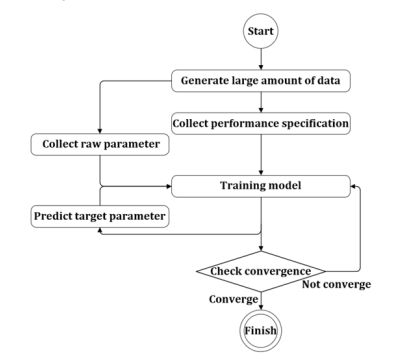 Start
Generate large amount of data
Collect performance specification
Collect raw parameter
Training model
Predict target parameter
Check convergence
Not converge
Converge
Finish